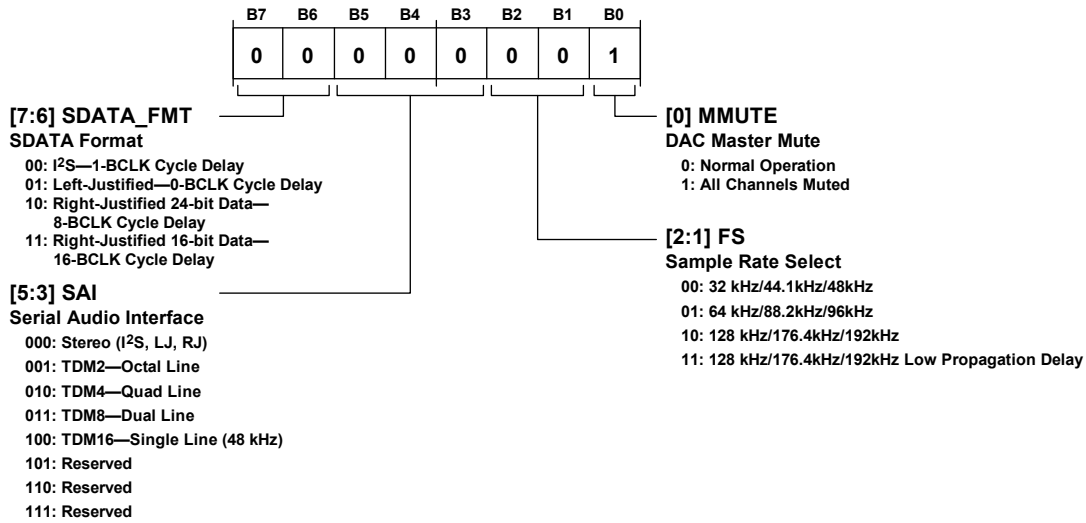 B7 B6 B5 B4 B3 B2 B1 B0
0 0 0 0 0 0 0 1
[7:6] SDATA_FMT
SDATA Format
00: I2S—1-BCLK Cycle Delay
01: Left-Justified—0-BCLK Cycle Delay
10: Right-Justified 24-bit Data—
8-BCLK Cycle Delay
11: Right-Justified 16-bit Data—
16-BCLK Cycle Delay
[5:3] SAI
Serial Audio Interface
000: Stereo (I2S, LJ, RJ)
001: TDM2—Octal Line
010: TDM4—Quad Line
011: TDM8—Dual Line
100: TDM16—Single Line (48 kHz)
101: Reserved
110: Reserved
111: Reserved
[0] MMUTE
DAC Master Mute
0: Normal Operation
1: All Channels Muted
[2:1] FS
Sample Rate Select
00: 32 kHz/44.1kHz/48kHz
01: 64 kHz/88.2kHz/96kHz
10: 128 kHz/176.4kHz/192kHz
11: 128 kHz/176.4kHz/192kHz Low Propagation Delay